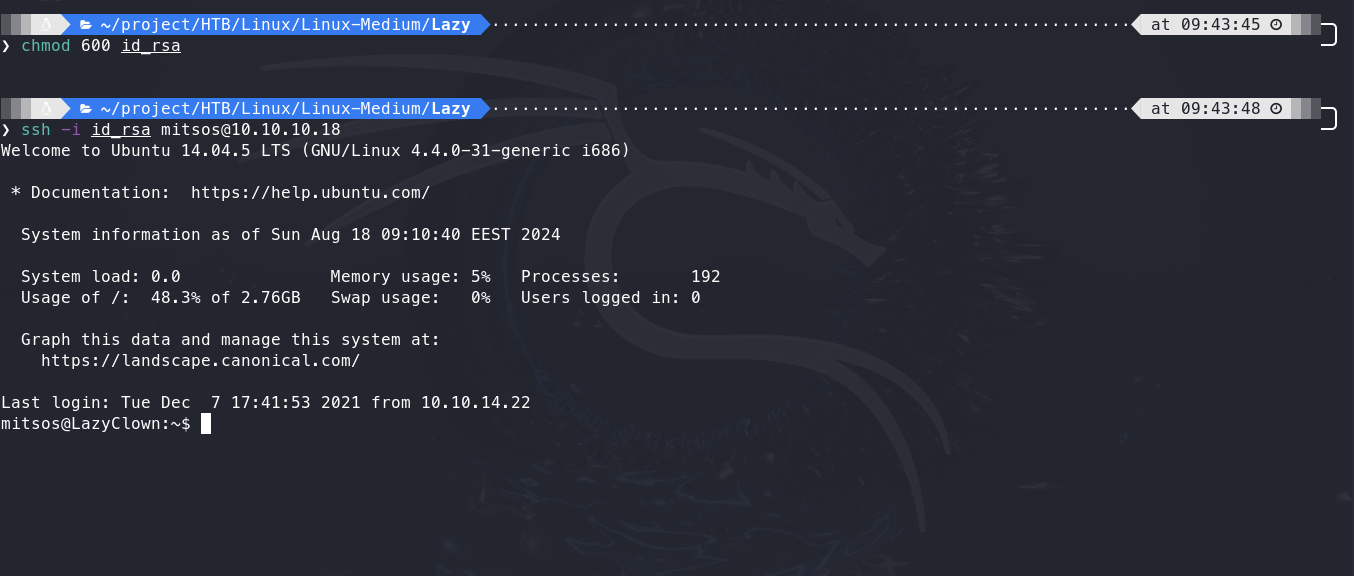 ~/project/HTB/Linux/Linux-Medium/Lazy at 09:43:45
❯ chmod 600 id_rsa
~/project/HTB/Linux/Linux-Medium/Lazy at 09:43:48
❯ ssh -i id_rsa mitsos@10.10.10.18
Welcome to Ubuntu 14.04.5 LTS (GNU/Linux 4.4.0-31-generic i686)
* Documentation:  https://help.ubuntu.com/
System information as of Sun Aug 18 09:10:40 EEST 2024
System load: 0.0               Memory usage: 5%   Processes:       192
Usage of /:  48.3% of 2.76GB   Swap usage:   0%   Users logged in: 0
Graph this data and manage this system at:
https://landscape.canonical.com/
Last login: Tue Dec  7 17:41:53 2021 from 10.10.14.22
mitsos@LazyClown:~$